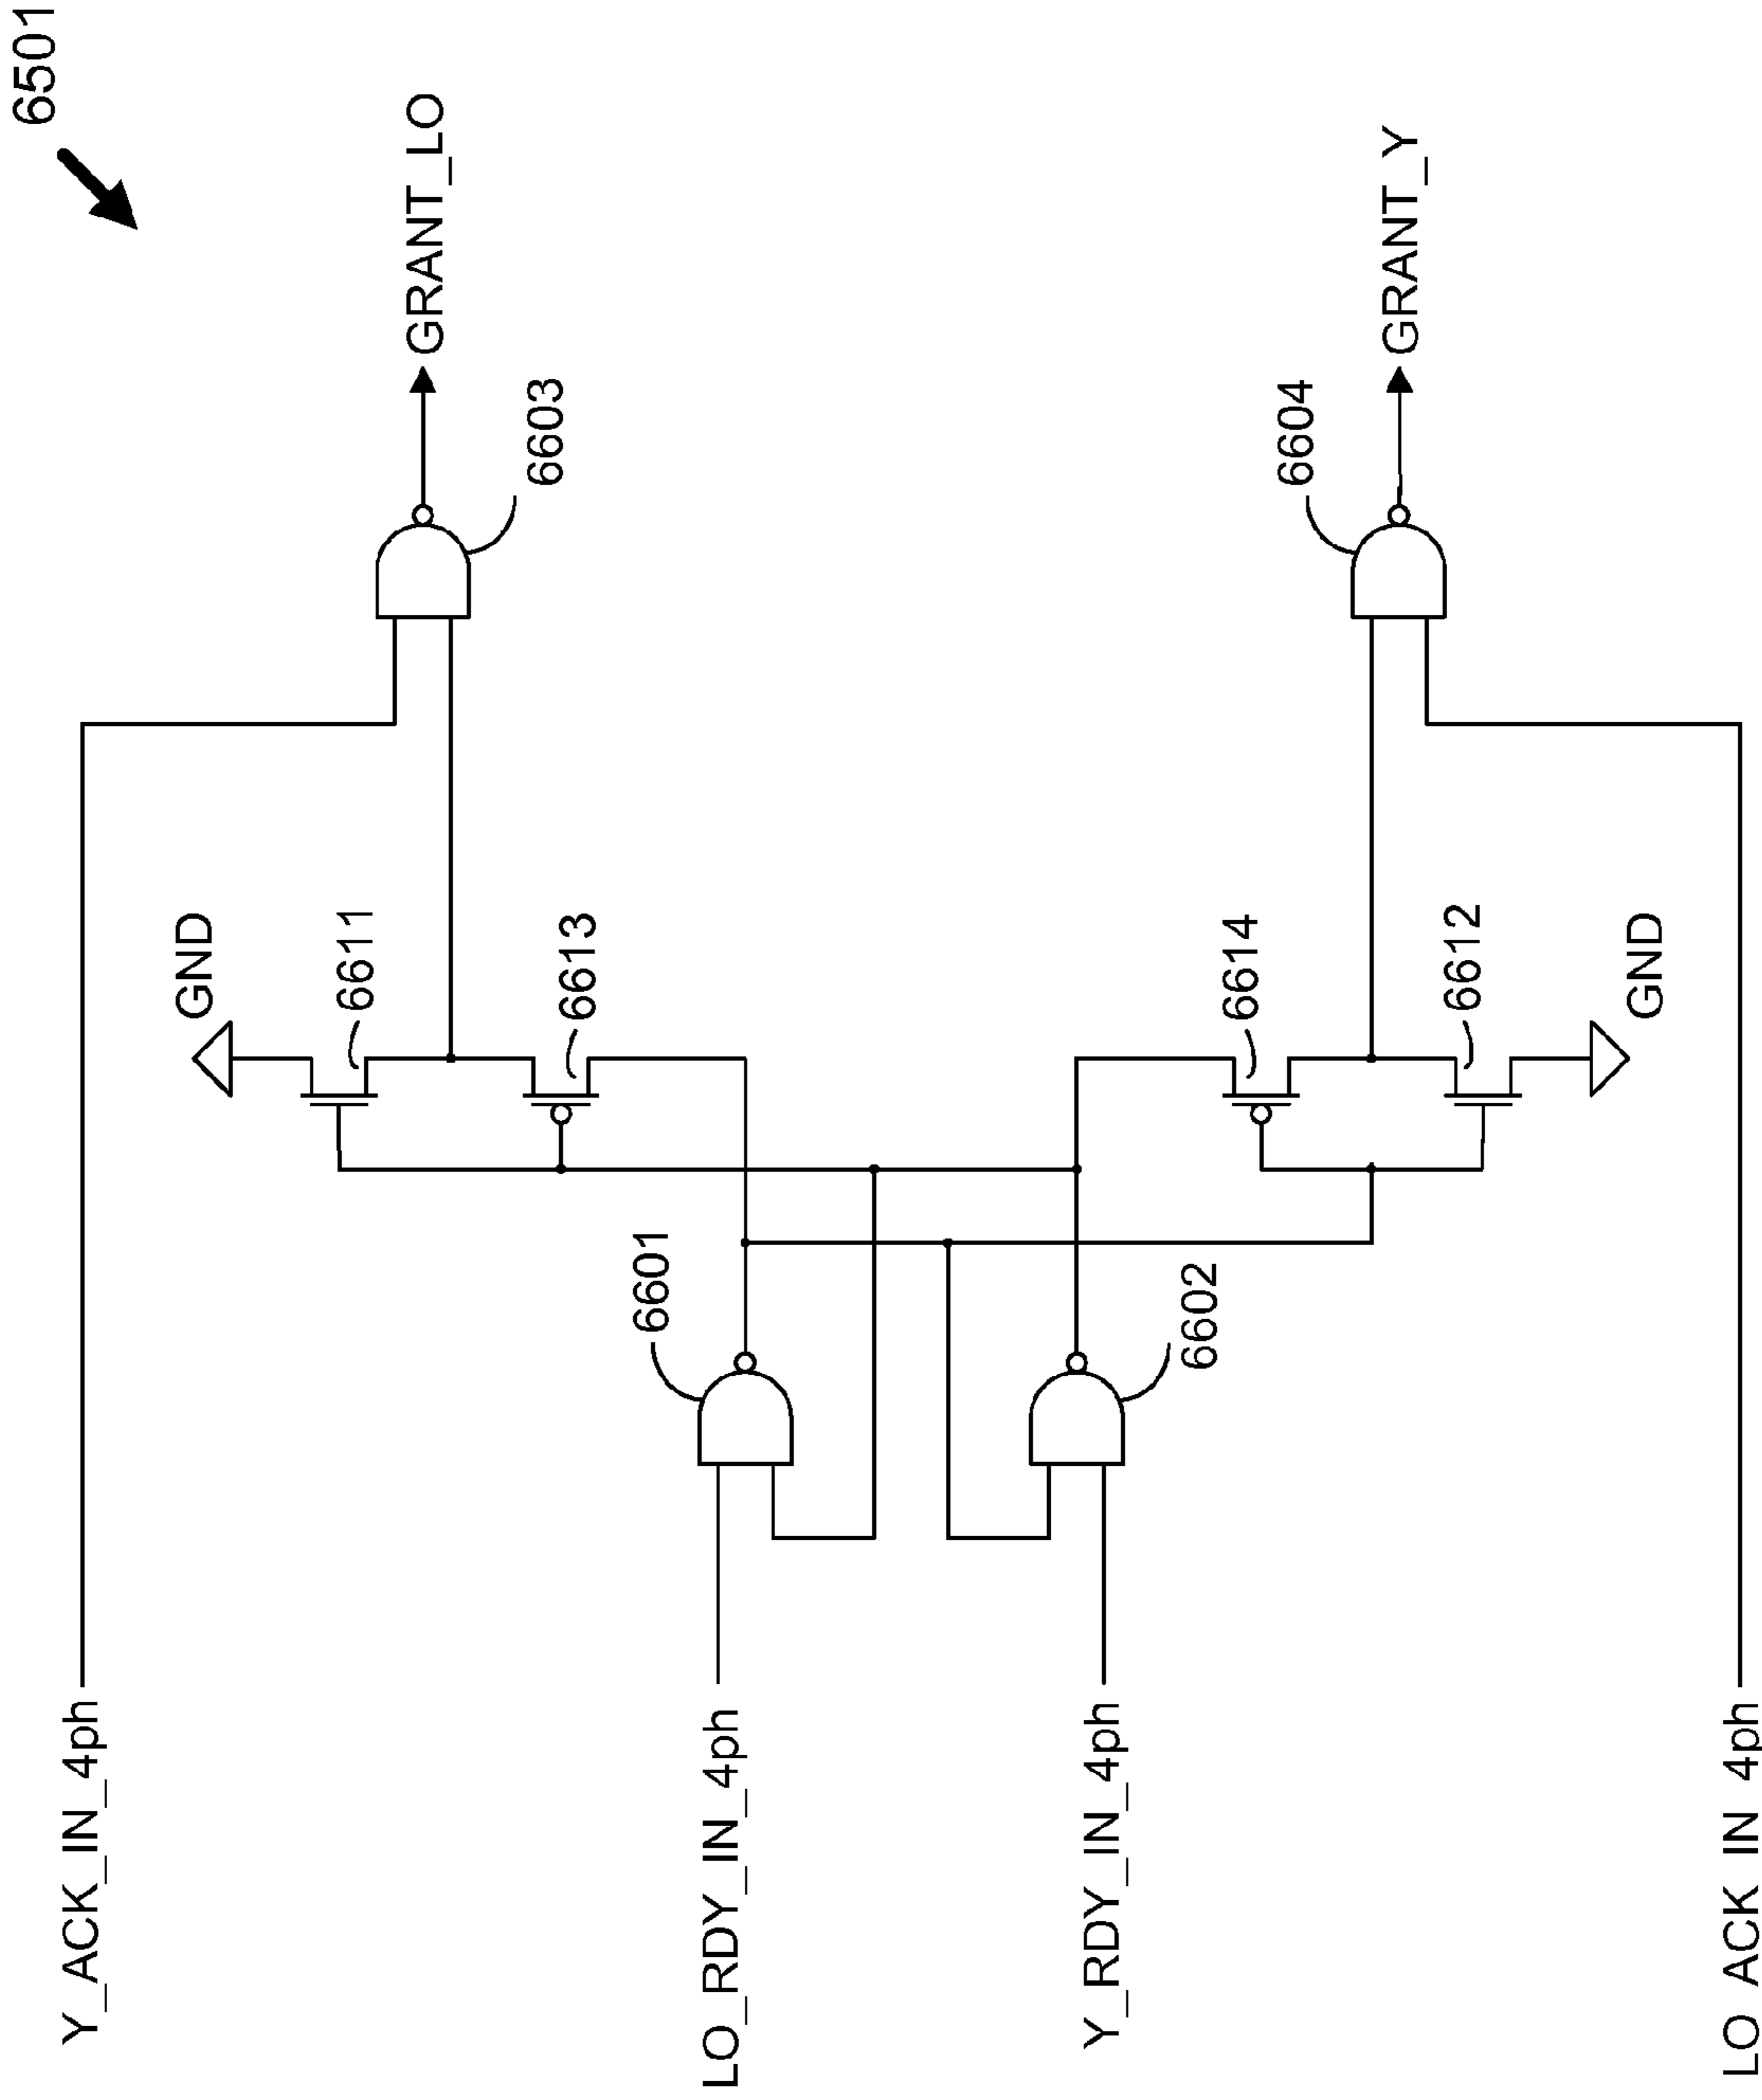 6501
Y_ACK_IN_4ph
GND
6611
GRANT_LO
6603
6613
LO_RDY_IN_4ph
6601
Y_RDY_IN_4ph
6602
6614
6604
GRANT_Y
6612
GND
LO_ACK_IN_4ph